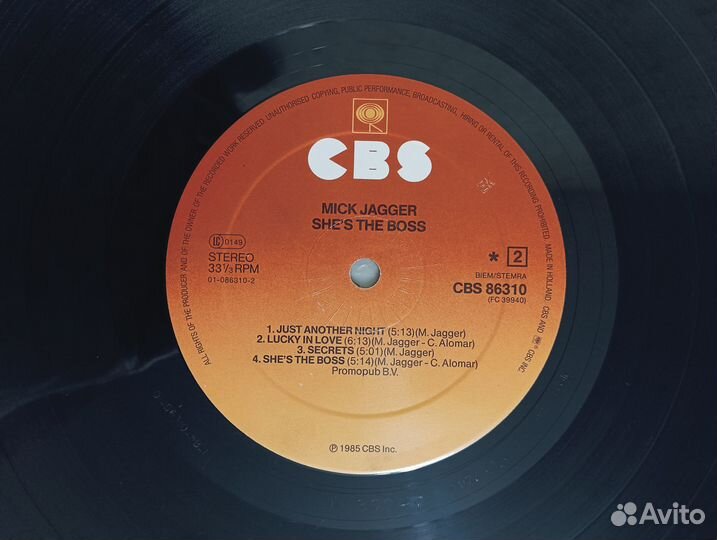 ALL RIGHTS OF THE PRODUCER AND OF THE OWNER OF THE RECORDED WORK RESERVED. UNAUTHORISED COPYING, PUBLIC PERFORMANCE, BROADCASTING, HIRING OR RENTAL OF THIS RECORDING PROHIBITED. MADE IN HOLLAND. CBS AND ® CBS INC.
CBS
MICK JAGGER
SHE'S THE BOSS
LC 0149
STEREO
33⅓ RPM
01-086310-2
* 2
BIEM/STEMRA
CBS 86310
(FC 39940)
1. JUST ANOTHER NIGHT (5:13)(M. Jagger)
2. LUCKY IN LOVE (6:13)(M. Jagger - C. Alomar)
3. SECRETS (5:01)(M. Jagger)
4. SHE'S THE BOSS (5:14)(M. Jagger - C. Alomar)
Promopub B.V.
℗ 1985 CBS Inc.
Avito